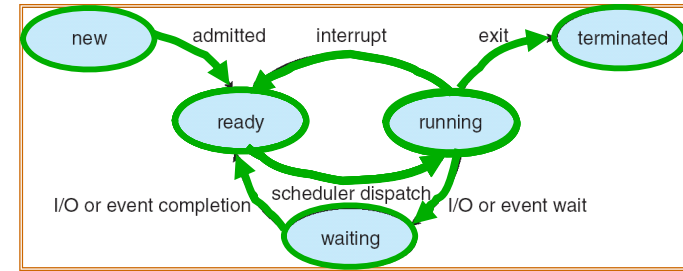 new
admitted
interrupt
exit
terminated
ready
running
scheduler dispatch
I/O or event completion
I/O or event wait
waiting